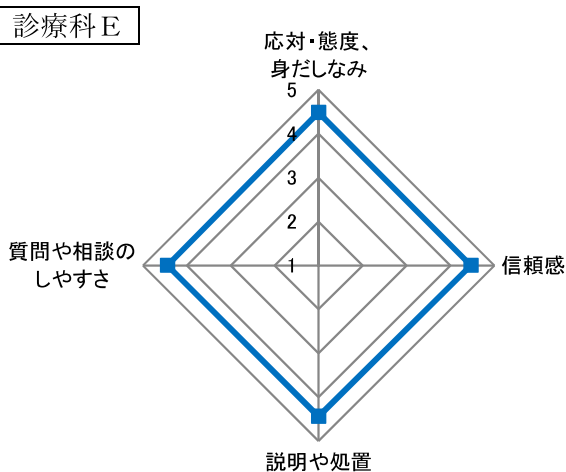 診療科E
応対・態度、
身だしなみ
5
4
3
2
1
質問や相談の
しやすさ
信頼感
説明や処置